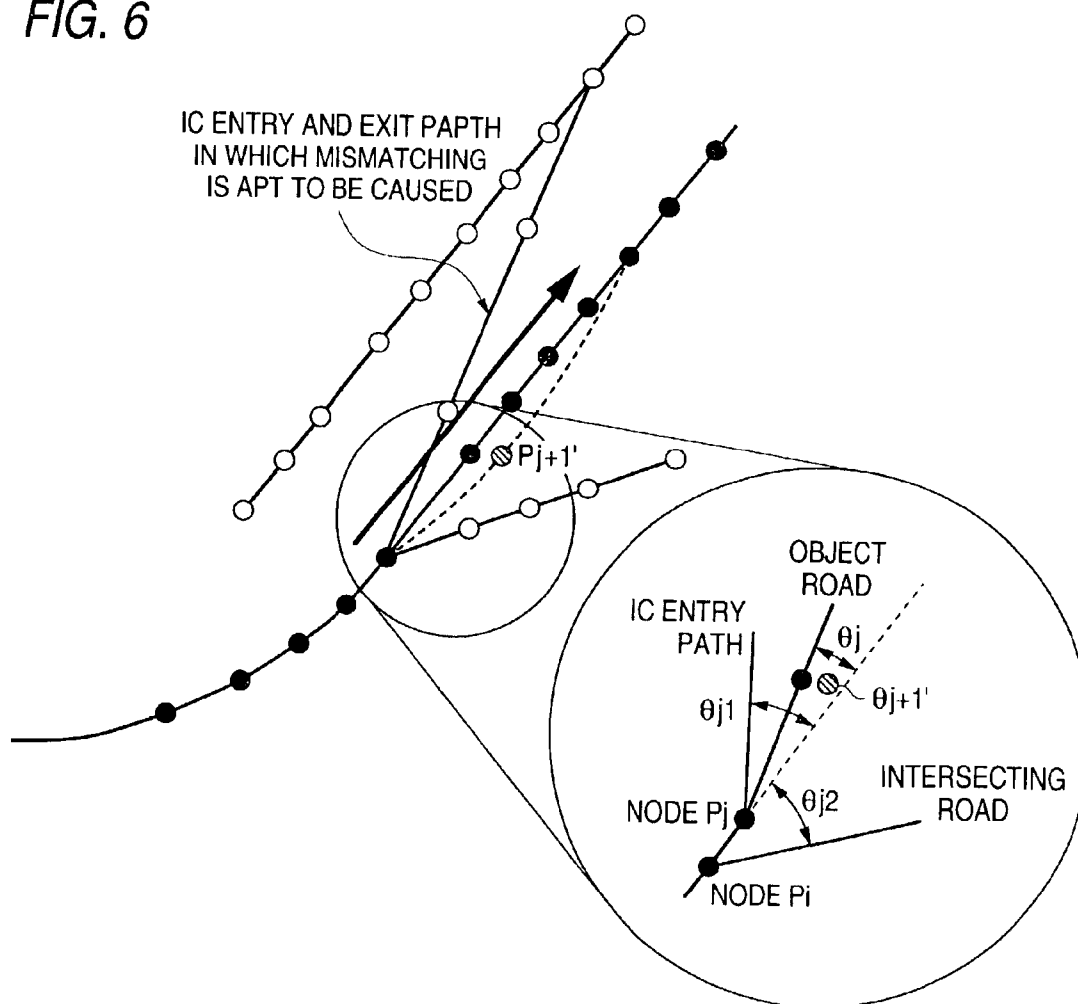 FIG. 6
IC ENTRY AND EXIT PAPTH
IN WHICH MISMATCHING
IS APT TO BE CAUSED
Pj+1'
OBJECT
ROAD
IC ENTRY
PATH
θj
θj1
θj+1'
INTERSECTING
ROAD
θj2
NODE Pj
NODE Pi